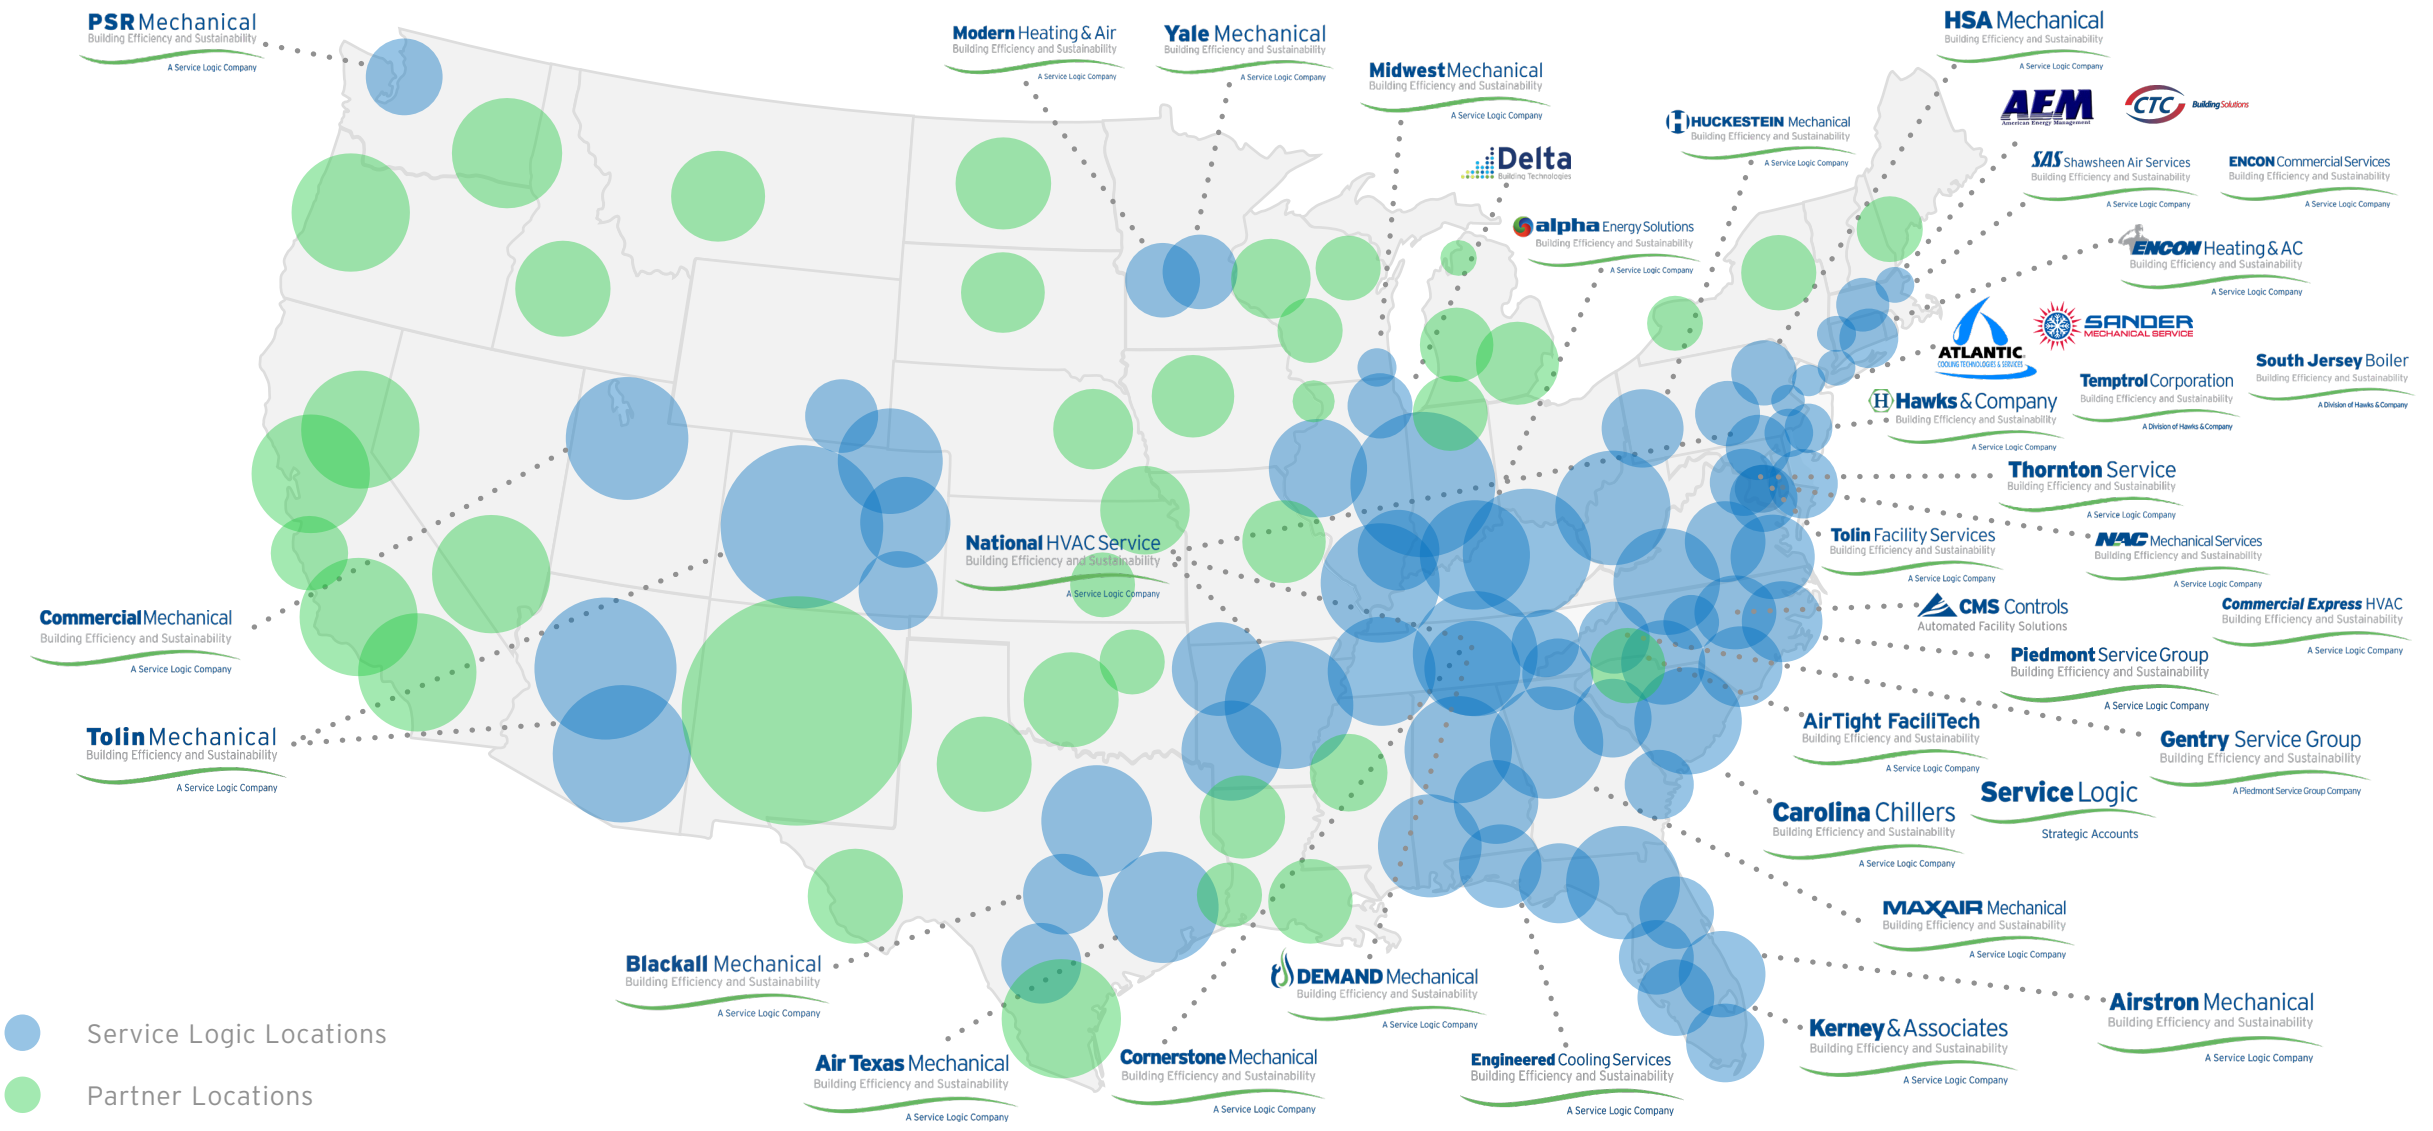 PSR Mechanical
Building Efficiency and Sustainability
A Service Logic Company
Modern Heating & Air
Building Efficiency and Sustainability
A Service Logic Company
Yale Mechanical
Building Efficiency and Sustainability
A Service Logic Company
Midwest Mechanical
Building Efficiency and Sustainability
A Service Logic Company
HSA Mechanical
Building Efficiency and Sustainability
A Service Logic Company
AEM
American Energy Management
CTC Building Solutions
HUCKESTEIN Mechanical
Building Efficiency and Sustainability
A Service Logic Company
Delta
Building Technologies
SAS Shawsheen Air Services
Building Efficiency and Sustainability
A Service Logic Company
ENCON Commercial Services
Building Efficiency and Sustainability
A Service Logic Company
alpha Energy Solutions
Building Efficiency and Sustainability
A Service Logic Company
ENCON Heating & AC
Building Efficiency and Sustainability
A Service Logic Company
ATLANTIC
COOLING TECHNOLOGIES & SERVICES
SANDER
MECHANICAL SERVICE
South Jersey Boiler
Building Efficiency and Sustainability
A Division of Hawks & Company
Temptrol Corporation
Building Efficiency and Sustainability
A Division of Hawks & Company
H Hawks & Company
Building Efficiency and Sustainability
A Service Logic Company
Thornton Service
Building Efficiency and Sustainability
A Service Logic Company
National HVAC Service
Building Efficiency and Sustainability
A Service Logic Company
Tolin Facility Services
Building Efficiency and Sustainability
A Service Logic Company
NAC Mechanical Services
Building Efficiency and Sustainability
A Service Logic Company
Commercial Mechanical
Building Efficiency and Sustainability
A Service Logic Company
CMS Controls
Automated Facility Solutions
Commercial Express HVAC
Building Efficiency and Sustainability
A Service Logic Company
Piedmont Service Group
Building Efficiency and Sustainability
A Service Logic Company
Tolin Mechanical
Building Efficiency and Sustainability
A Service Logic Company
AirTight FaciliTech
Building Efficiency and Sustainability
A Service Logic Company
Gentry Service Group
Building Efficiency and Sustainability
A Piedmont Service Group Company
Carolina Chillers
Building Efficiency and Sustainability
A Service Logic Company
Service Logic
Strategic Accounts
MAXAIR Mechanical
Building Efficiency and Sustainability
A Service Logic Company
Blackall Mechanical
Building Efficiency and Sustainability
A Service Logic Company
DEMAND Mechanical
Building Efficiency and Sustainability
A Service Logic Company
Airstron Mechanical
Building Efficiency and Sustainability
A Service Logic Company
Kerney & Associates
Building Efficiency and Sustainability
A Service Logic Company
Air Texas Mechanical
Building Efficiency and Sustainability
A Service Logic Company
Cornerstone Mechanical
Building Efficiency and Sustainability
A Service Logic Company
Engineered Cooling Services
Building Efficiency and Sustainability
A Service Logic Company
Service Logic Locations
Partner Locations